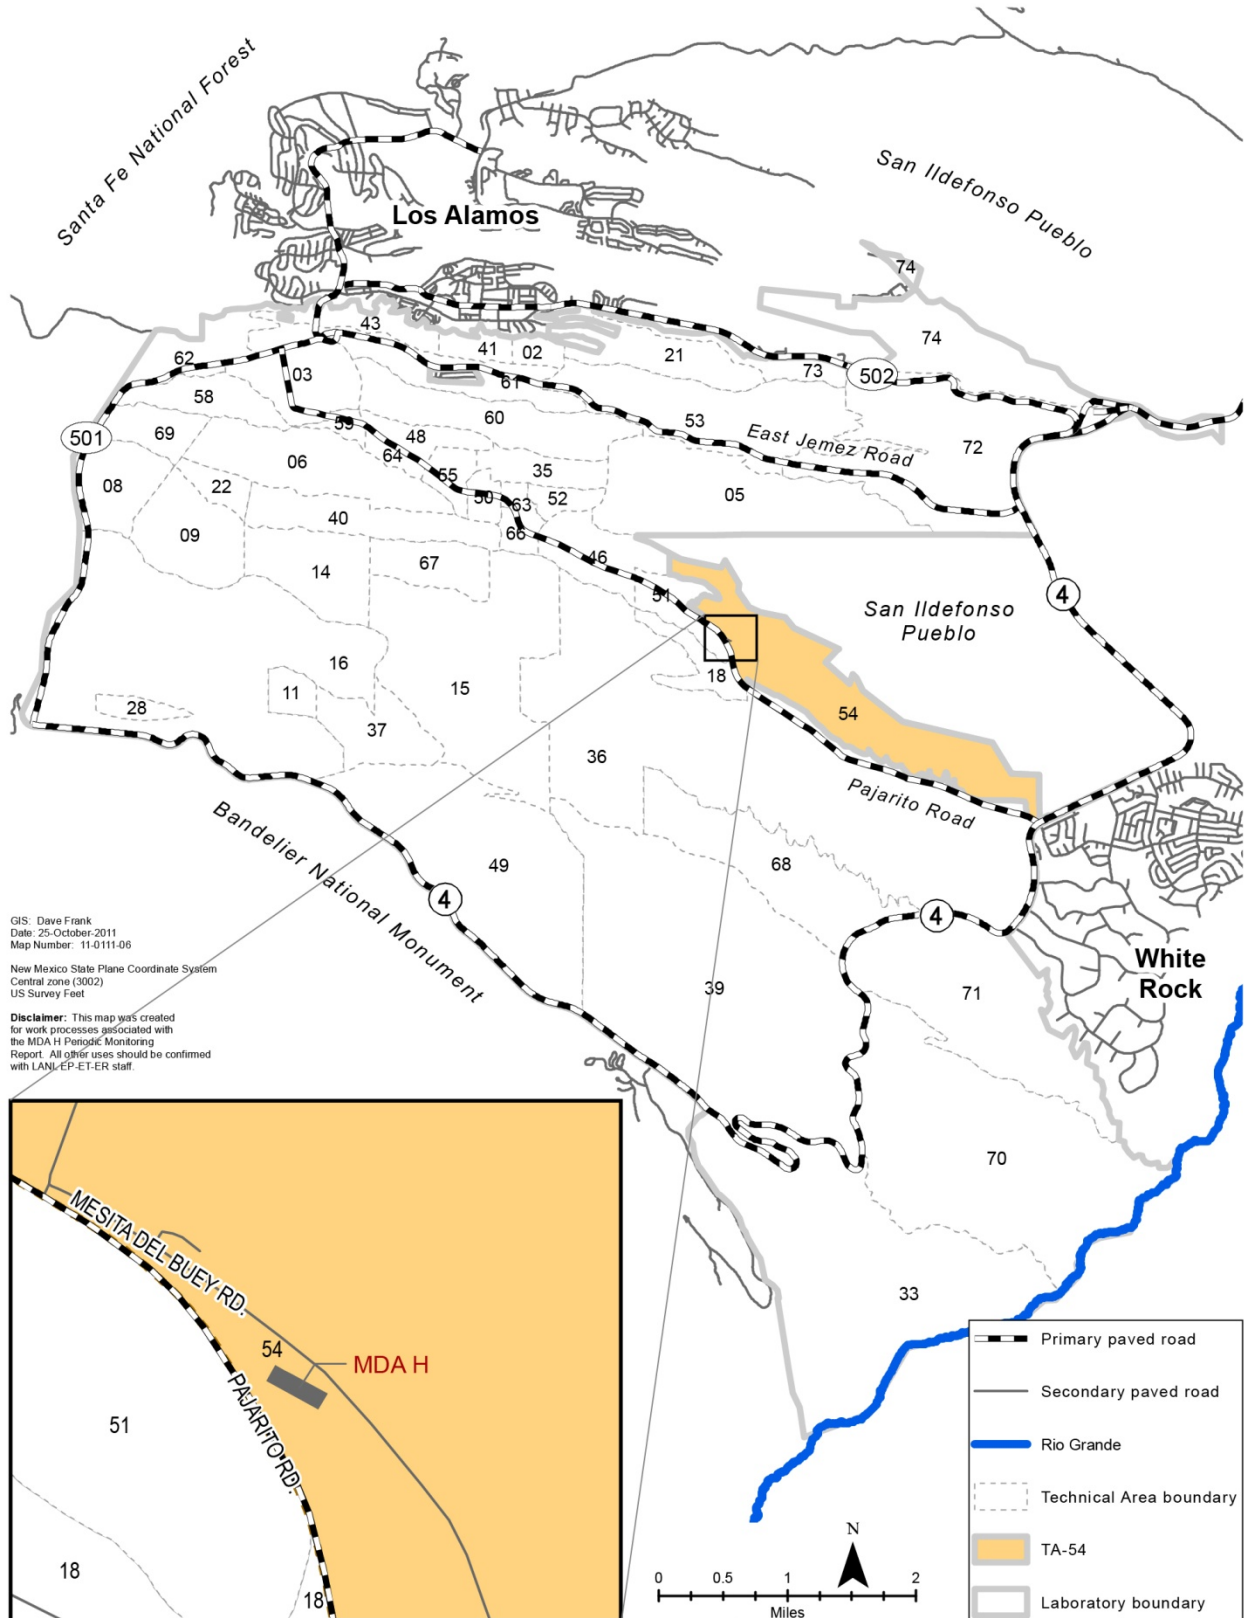 Santa Fe National Forest
San Ildefonso Pueblo
Los Alamos
74
74
43
41
02
21
73
502
62
03
61
58
59
60
53
East Jemez Road
72
501
69
48
64
06
55
35
05
08
22
50
63
52
40
09
66
46
14
67
51
4
San Ildefonso
Pueblo
16
18
11
15
28
37
54
36
Pajarito Road
Bandelier National Monument
49
68
4
4
White
Rock
39
71
GIS: Dave Frank
Date: 25-October-2011
Map Number: 11-0111-06
New Mexico State Plane Coordinate System
Central zone (3002)
US Survey Feet
Disclaimer: This map was created
for work processes associated with
the MDA H Periodic Monitoring
Report. All other uses should be confirmed
with LANL EP-ET-ER staff.
70
33
MESITA DEL BUEY RD.
54
MDA H
PAJARITO RD.
51
18
18
Primary paved road
Secondary paved road
Rio Grande
Technical Area boundary
TA-54
Laboratory boundary
N
0 0.5 1 2
Miles